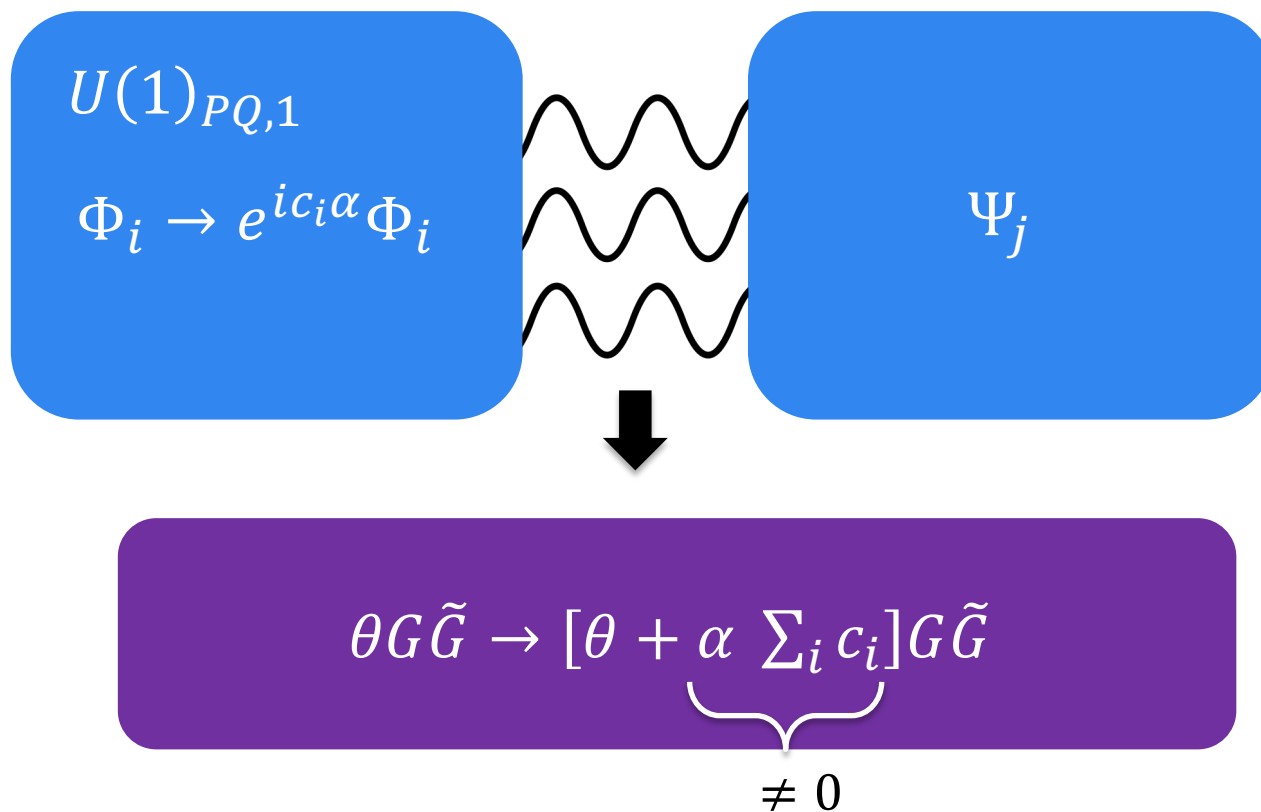 U(1)_{PQ,1}
Φ_i → e^{ic_iα}Φ_i
Ψ_j
θGG̃ → [θ + α ∑_i c_i]GG̃
≠ 0